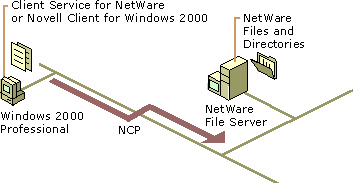 Client Service for NetWare
or Novell Client for Windows 2000
NetWare
Files and
Directories
Windows 2000
Professional
NCP
NetWare
File Server